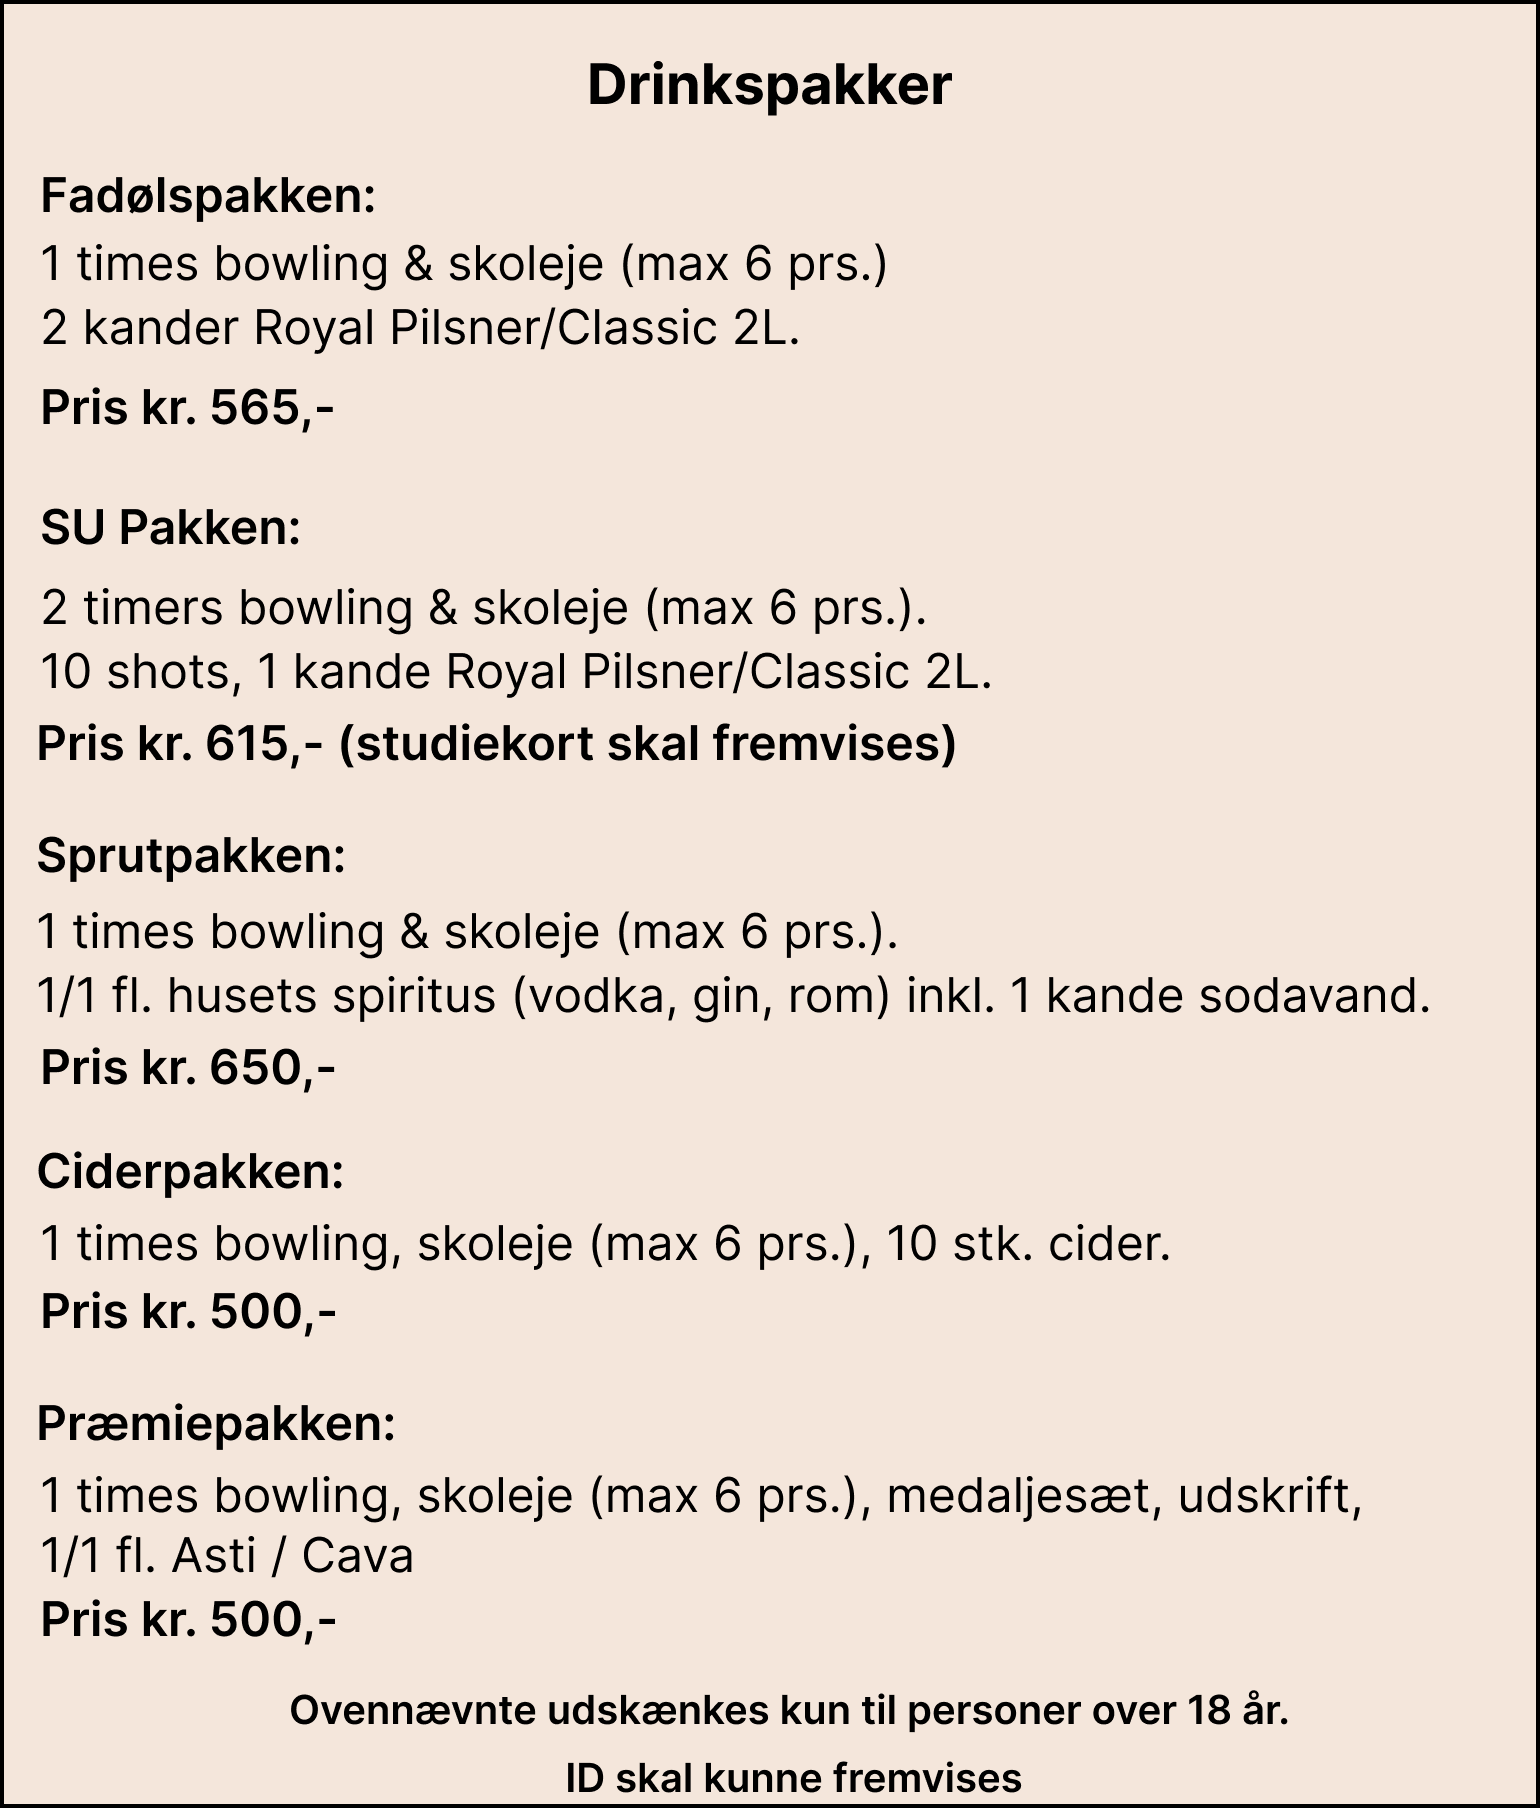 Drinkspakker
Fadølspakken:
1 times bowling & skoleje (max 6 prs.)
2 kander Royal Pilsner/Classic 2L.
Pris kr. 565,-
SU Pakken:
2 timers bowling & skoleje (max 6 prs.).
10 shots, 1 kande Royal Pilsner/Classic 2L.
Pris kr. 615,- (studiekort skal fremvises)
Sprutpakken:
1 times bowling & skoleje (max 6 prs.).
1/1 fl. husets spiritus (vodka, gin, rom) inkl. 1 kande sodavand.
Pris kr. 650,-
Ciderpakken:
1 times bowling, skoleje (max 6 prs.), 10 stk. cider.
Pris kr. 500,-
Præmiepakken:
1 times bowling, skoleje (max 6 prs.), medaljesæt, udskrift,
1/1 fl. Asti / Cava
Pris kr. 500,-
Ovennævnte udskænkes kun til personer over 18 år.
ID skal kunne fremvises